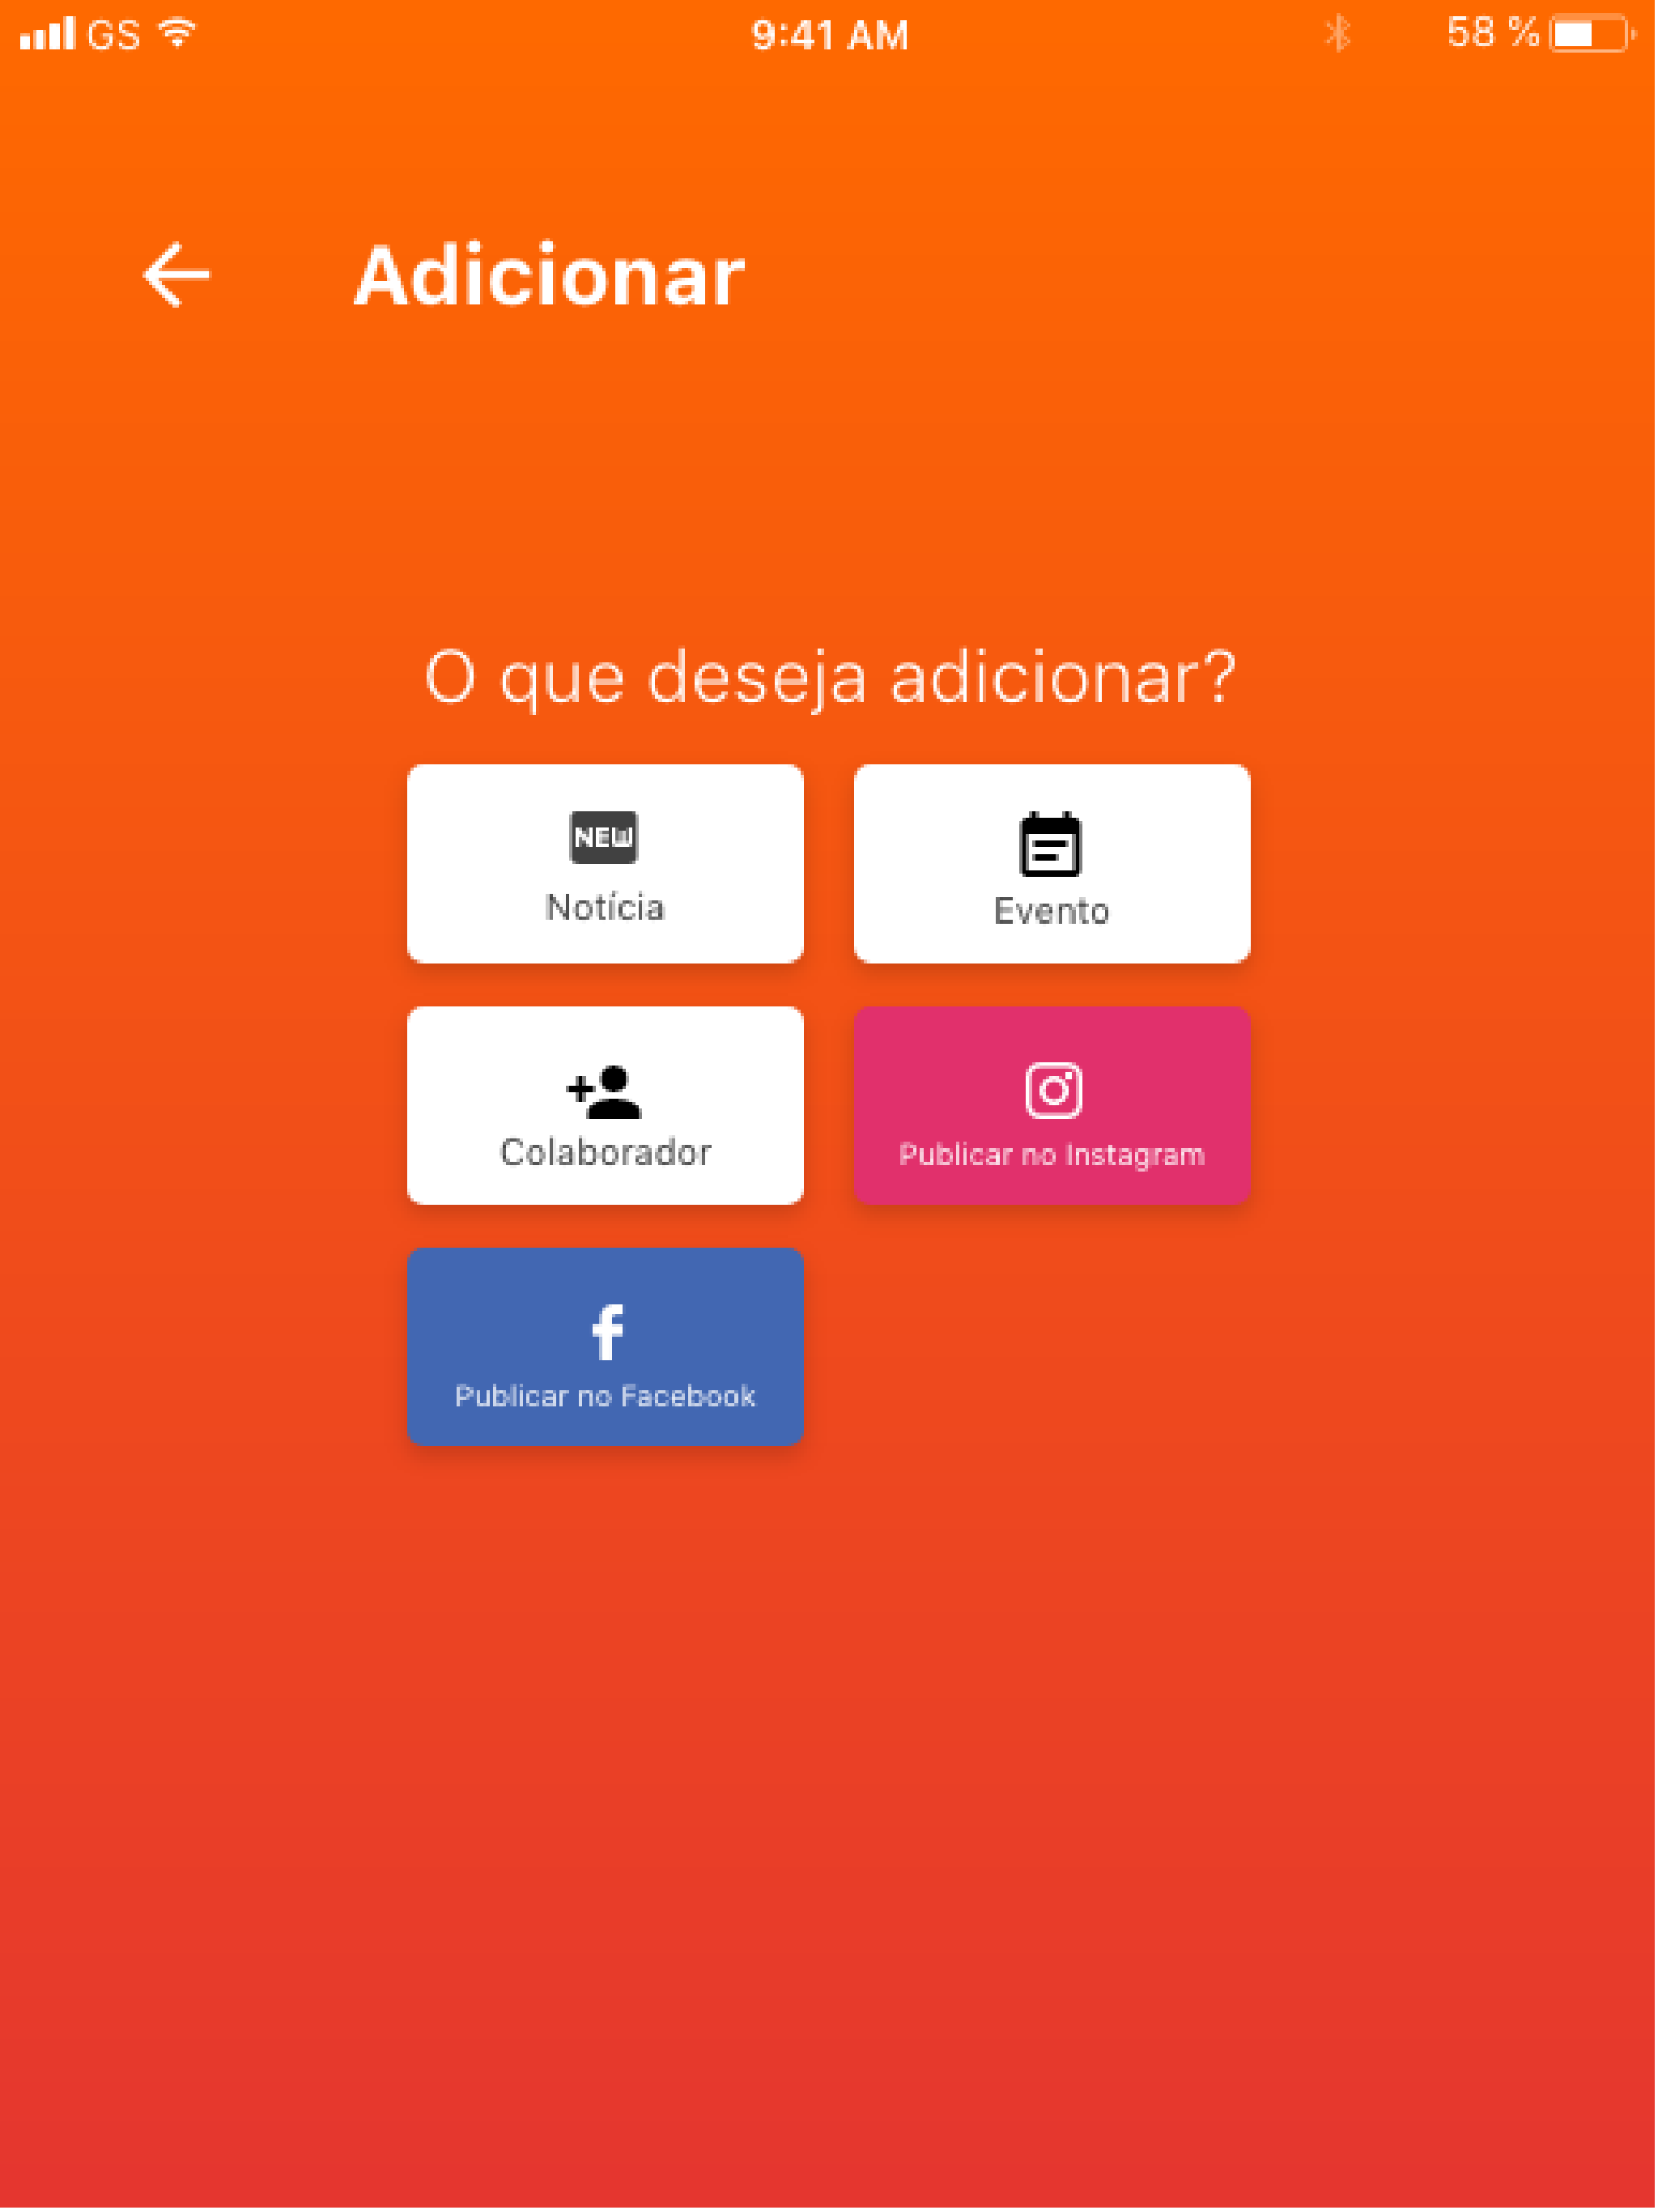 GS 9:41 AM 58 %
Adicionar
O que deseja adicionar?
NEW
Notícia
Evento
Colaborador
Publicar no Instagram
f
Publicar no Facebook